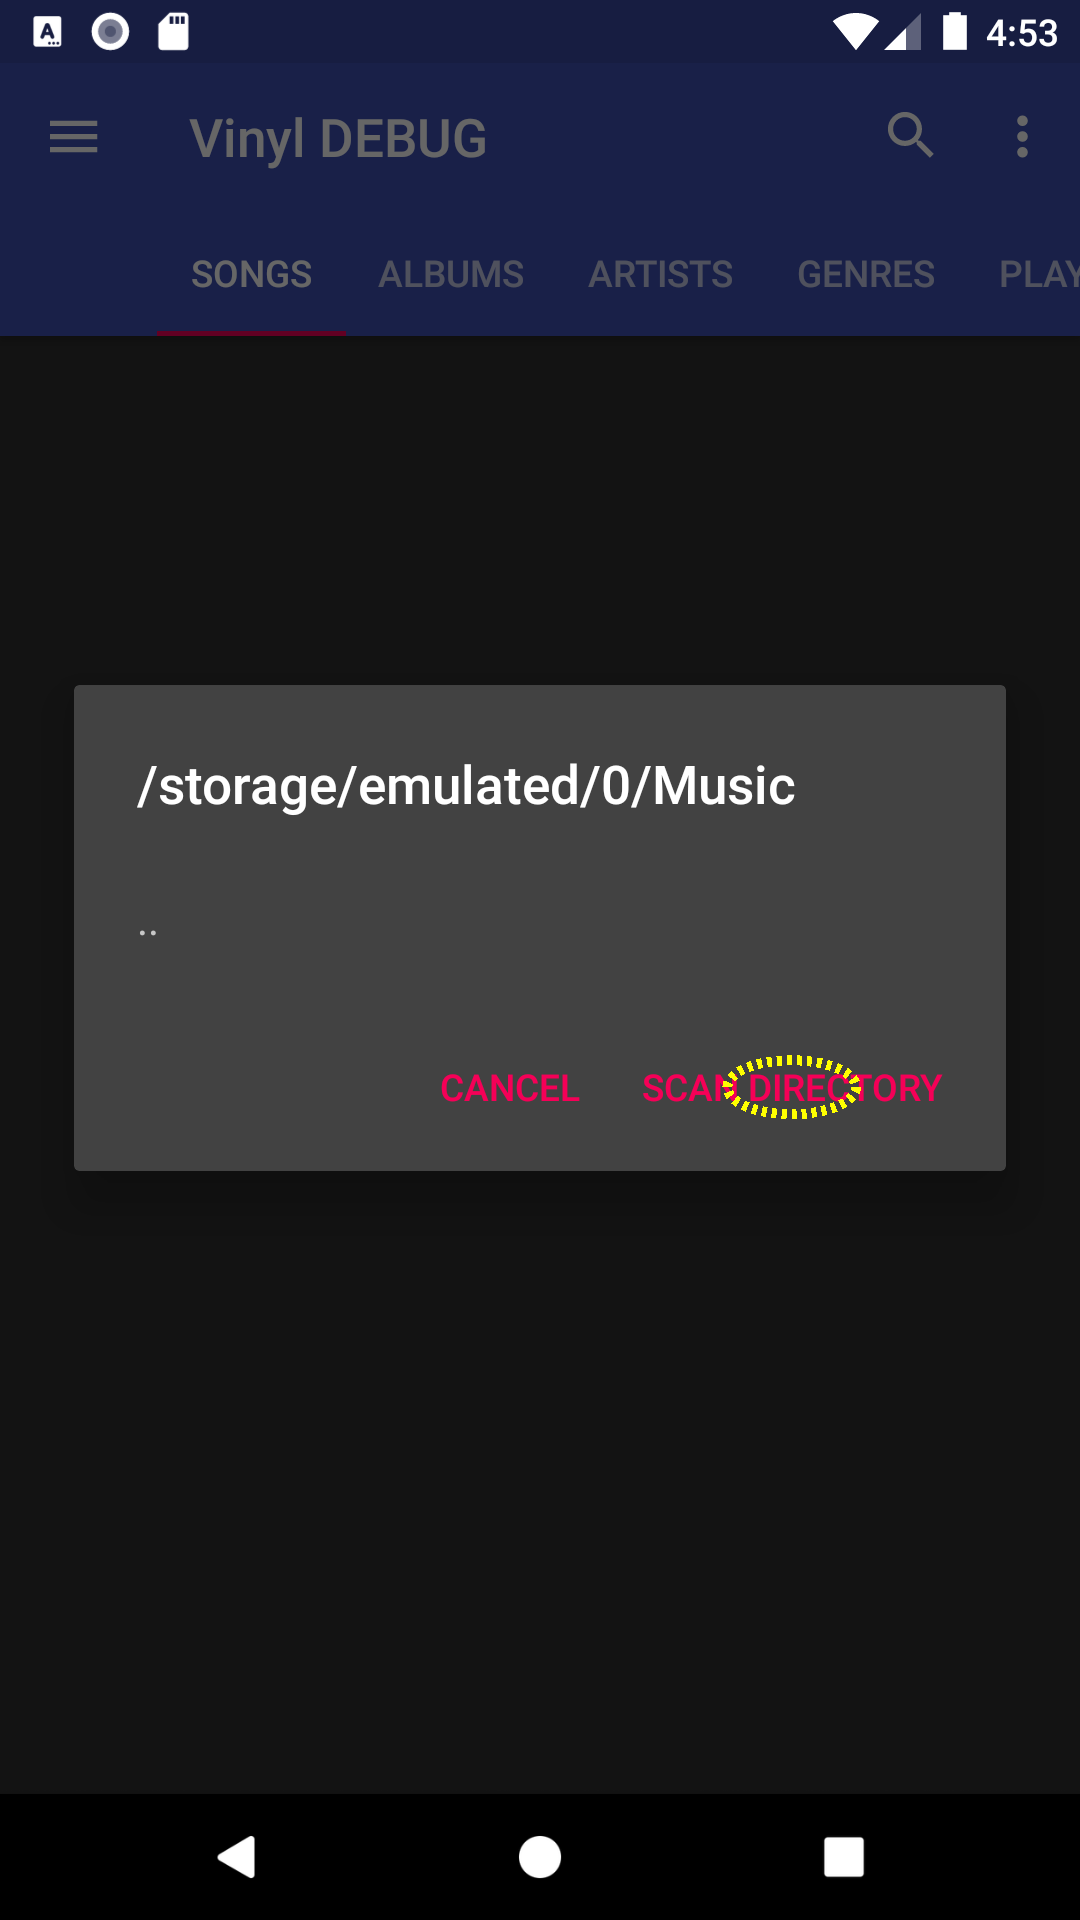 4:53
Vinyl DEBUG
SONGS ALBUMS ARTISTS GENRES PLAY
/storage/emulated/0/Music
..
CANCEL SCAN DIRECTORY